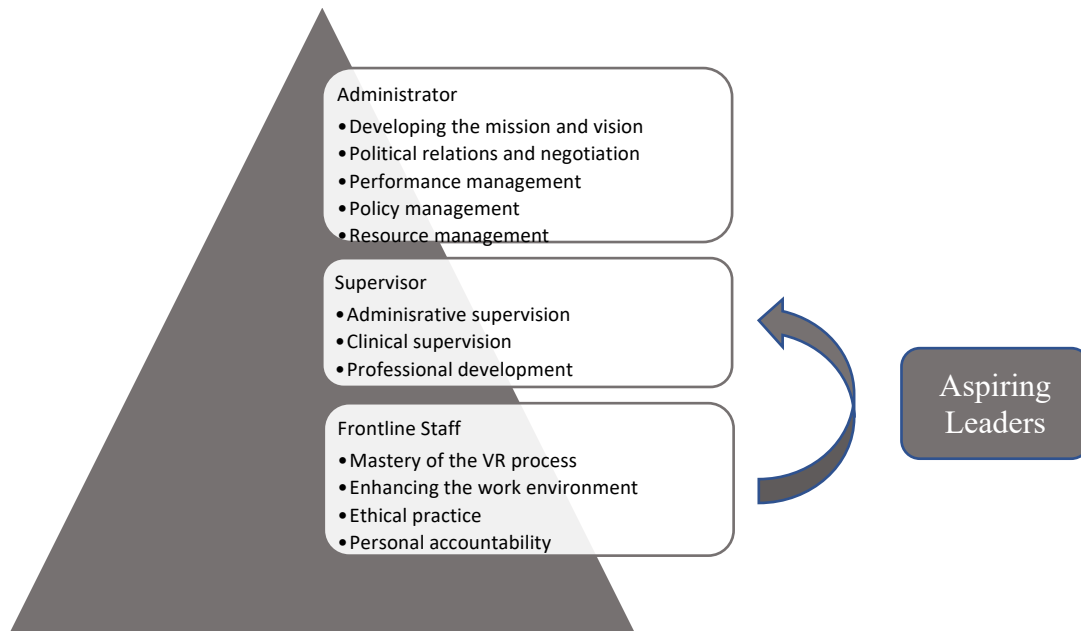 Administrator
•Developing the mission and vision
•Political relations and negotiation
•Performance management
•Policy management
•Resource management
Supervisor
•Adminisrative supervision
•Clinical supervision
•Professional development
Frontline Staff
•Mastery of the VR process
•Enhancing the work environment
•Ethical practice
•Personal accountability
Aspiring
Leaders